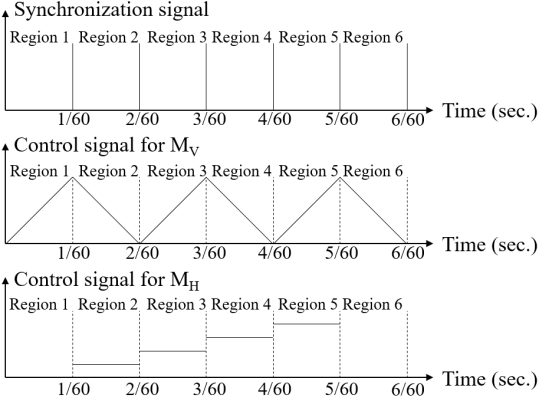 Synchronization signal
Region 1 Region 2 Region 3 Region 4 Region 5 Region 6
1/60 2/60 3/60 4/60 5/60 6/60
Time (sec.)
Control signal for M_V
Region 1 Region 2 Region 3 Region 4 Region 5 Region 6
1/60 2/60 3/60 4/60 5/60 6/60
Time (sec.)
Control signal for M_H
Region 1 Region 2 Region 3 Region 4 Region 5 Region 6
1/60 2/60 3/60 4/60 5/60 6/60
Time (sec.)